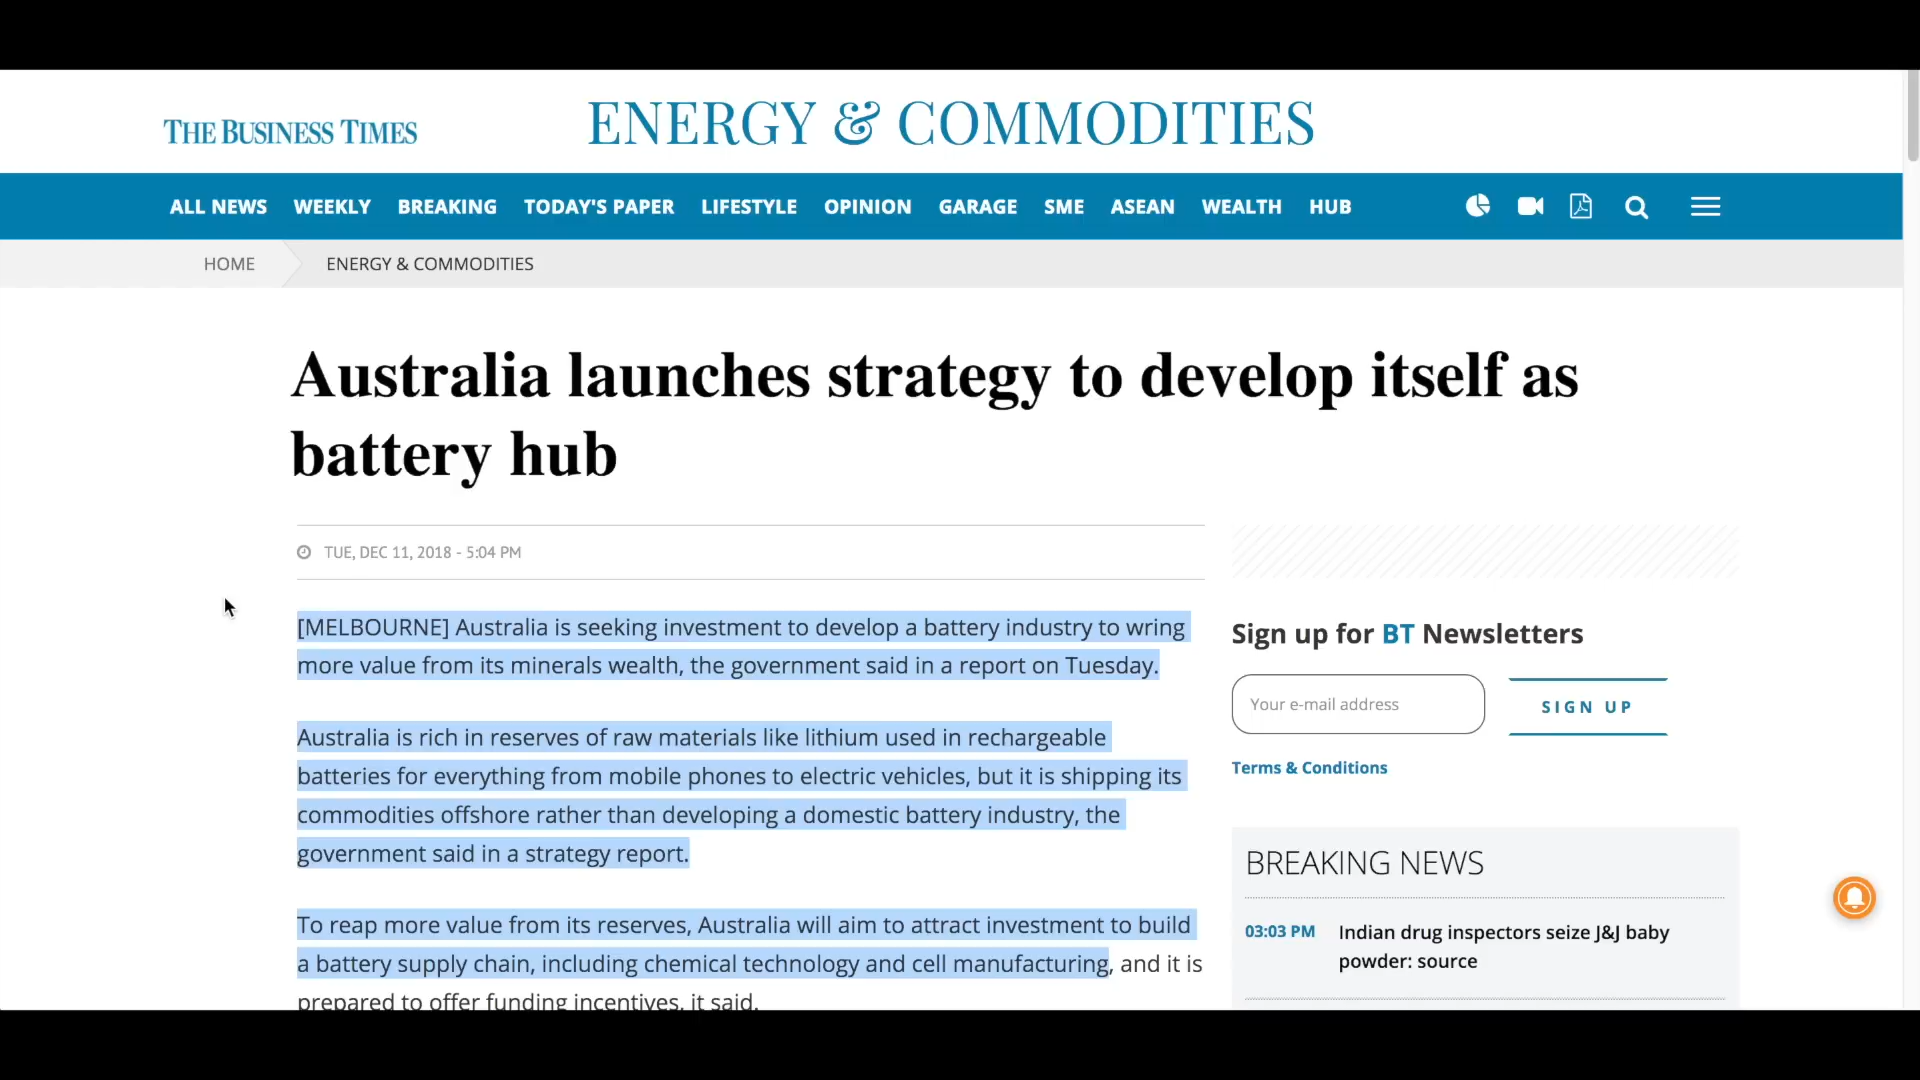 THE BUSINESS TIMES
ENERGY & COMMODITIES
ALL NEWS WEEKLY BREAKING TODAY'S PAPER LIFESTYLE OPINION GARAGE SME ASEAN WEALTH HUB
HOME ENERGY & COMMODITIES
Australia launches strategy to develop itself as
battery hub
TUE, DEC 11, 2018 - 5:04 PM
[MELBOURNE] Australia is seeking investment to develop a battery industry to wring
more value from its minerals wealth, the government said in a report on Tuesday.
Australia is rich in reserves of raw materials like lithium used in rechargeable
batteries for everything from mobile phones to electric vehicles, but it is shipping its
commodities offshore rather than developing a domestic battery industry, the
government said in a strategy report.
To reap more value from its reserves, Australia will aim to attract investment to build
a battery supply chain, including chemical technology and cell manufacturing, and it is
prepared to offer funding incentives, it said.
Sign up for BT Newsletters
Your e-mail address
SIGN UP
Terms & Conditions
BREAKING NEWS
03:03 PM Indian drug inspectors seize J&J baby
powder: source